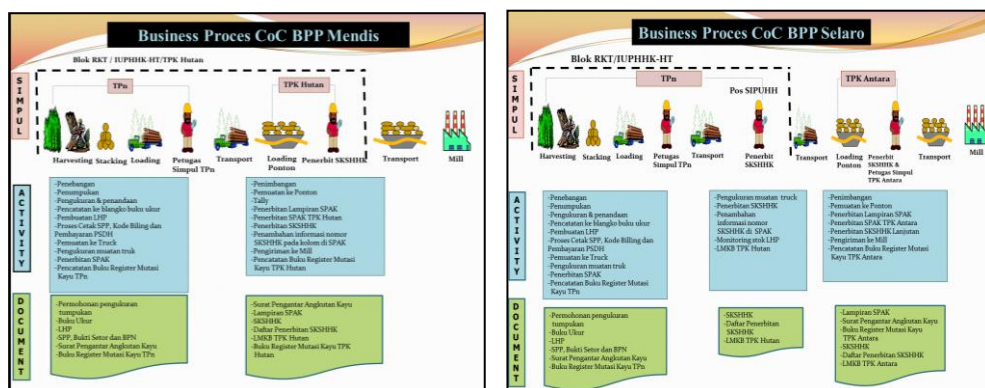 Business Proces CoC BPP Mendis
Blok RKT / IUPHHK-HT/TPK Hutan
SIMPUL
TPn
TPK Hutan
Harvesting
Stacking
Loading
Petugas
Simpul TPn
Transport
Loading
Ponton
Penerbit SKSHHK
Transport
Mill
ACTIVITY
-Penebangan
-Penumpukan
-Pengukuran & penandaan
-Pencatatan ke blangko buku ukur
-Pembuatan LHP
-Proses Cetak SPP, Kode Billing dan
Pembayaran PSDH
-Pemuatan ke Truck
-Pengukuran muatan truk
-Penerbitan SPAK
-Pencatatan Buku Register Mutasi
Kayu TPn
-Penimbangan
-Pemuatan ke Ponton
-Tally
-Penerbitan Lampiran SPAK
-Penerbitan SPAK TPK Hutan
-Penerbitan SKSHHK
-Penambahan informasi nomor
SKSHHK pada kolom di SPAK
-Pengiriman ke Mill
-Pencatatan Buku Register Mutasi
Kayu TPK Hutan
DOCUMENT
-Permohonan pengukuran
tumpukan
-Buku Ukur
-LHP
-SPP, Bukti Setor dan BPN
-Surat Pengantar Angkutan Kayu
-Buku Register Mutasi Kayu TPn
-Surat Pengantar Angkutan Kayu
-Lampiran SPAK
-SKSHHK
-Daftar Penerbitan SKSHHK
-LMKB TPK Hutan
-Buku Register Mutasi Kayu TPK
Hutan
Business Proces CoC BPP Selaro
Blok RKT/IUPHHK-HT
SIMPUL
TPn
Pos SIPUHH
TPK Antara
Harvesting
Stacking
Loading
Petugas
Simpul TPn
Transport
Penerbit
SKSHHK
Transport
Loading
Ponton
Penerbit
SKSHHK &
Petugas Simpul
TPK Antara
Transport
Mill
ACTIVITY
-Penebangan
-Penumpukan
-Pengukuran & penandaan
-Pencatatan ke blangko buku ukur
-Pembuatan LHP
-Proses Cetak SPP, Kode Billing dan
Pembayaran PSDH
-Pemuatan ke Truck
-Pengukuran muatan truk
-Penerbitan SPAK
-Pencatatan Buku Register Mutasi
Kayu TPn
-Pengukuran muatan truck
-Penerbitan SKSHHK
-Penambahan
informasi nomor
SKSHHK di SPAK
-Monitoring stok LHP
-LMKB TPK Hutan
-Penimbangan
-Pemuatan ke Ponton
-Penerbitan Lampiran SPAK
-Penerbitan SPAK TPK Antara
-Penerbitan SKSHHK Lanjutan
-Pengiriman ke Mill
-Pencatatan Buku Register Mutasi
Kayu TPK Antara
DOCUMENT
-Permohonan pengukuran
tumpukan
-Buku Ukur
-LHP
-SPP, Bukti Setor dan BPN
-Surat Pengantar Angkutan Kayu
-Buku Register Mutasi Kayu TPn
-SKSHHK
-Daftar Penerbitan
SKSHHK
-LMKB TPK Hutan
-Lampiran SPAK
-Surat Pengantar Angkutan Kayu
-Buku Register Mutasi Kayu
TPK Antara
-SKSHHK
-Daftar Penerbitan SKSHHK
-LMKB TPK Antara